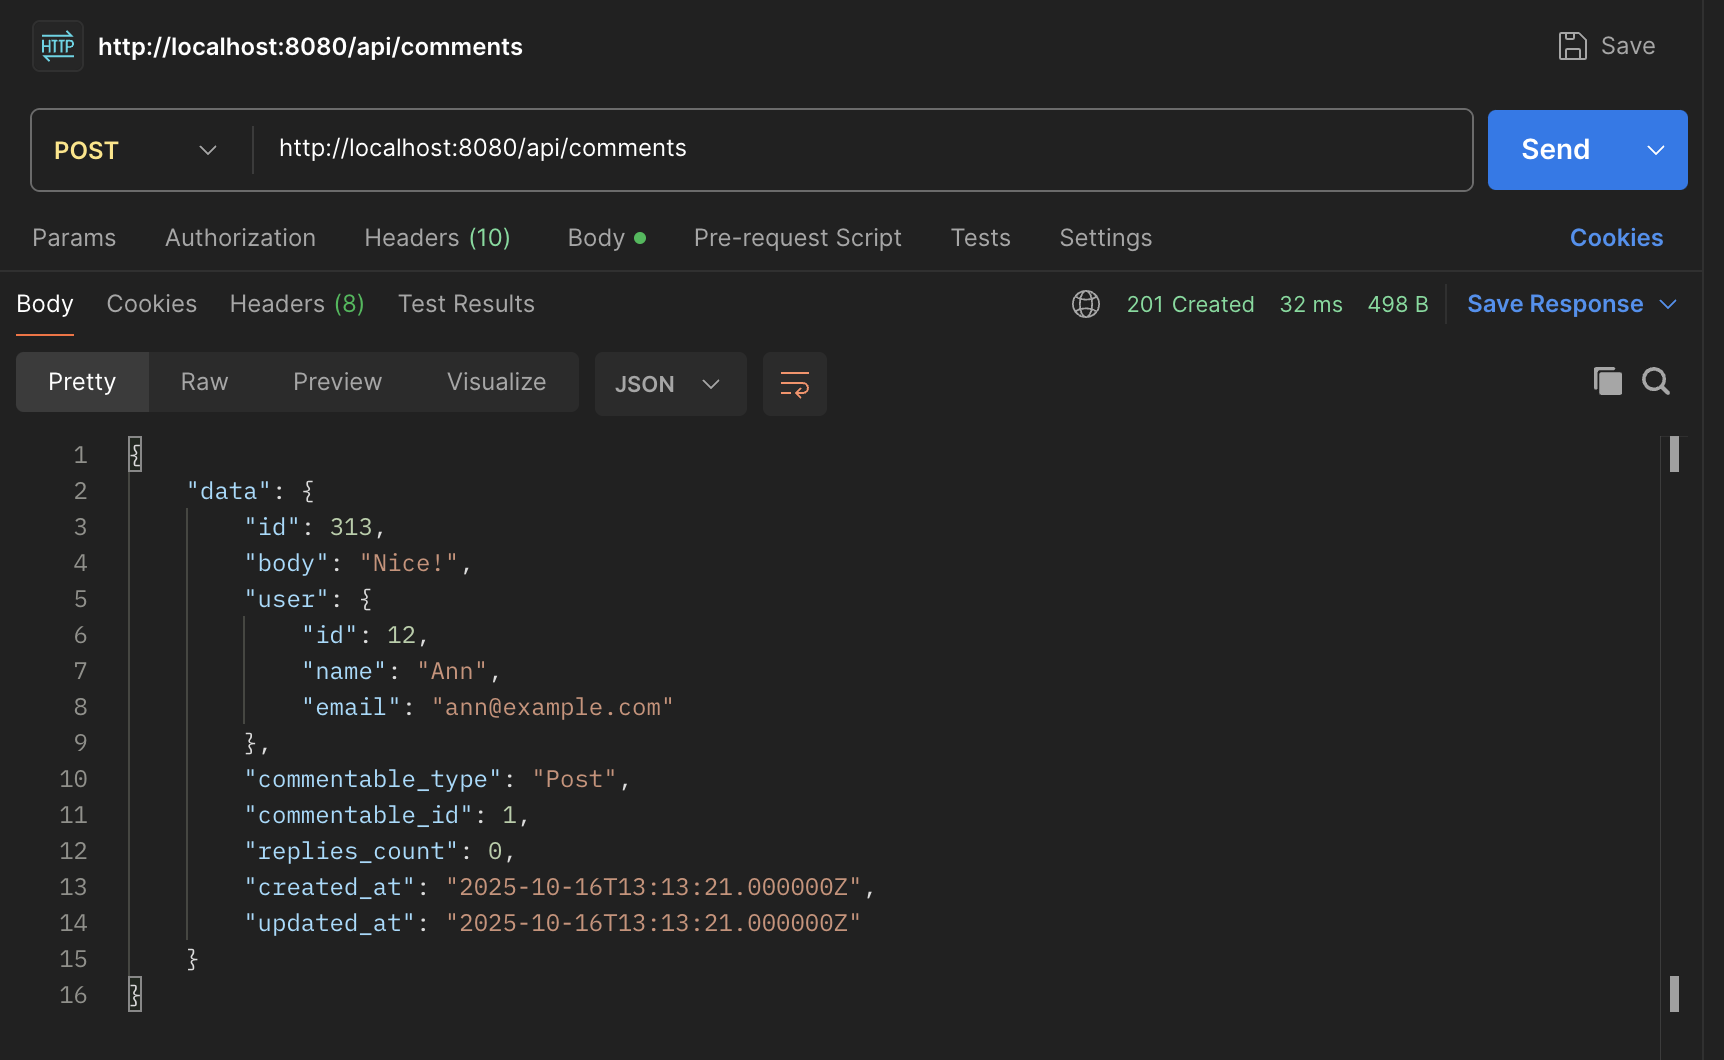 HTTP http://localhost:8080/api/comments Save
POST http://localhost:8080/api/comments Send
Params Authorization Headers (10) Body Pre-request Script Tests Settings Cookies
Body Cookies Headers (8) Test Results 201 Created 32 ms 498 B Save Response
Pretty Raw Preview Visualize JSON
1 {
2 "data": {
3 "id": 313,
4 "body": "Nice!",
5 "user": {
6 "id": 12,
7 "name": "Ann",
8 "email": "ann@example.com"
9 },
10 "commentable_type": "Post",
11 "commentable_id": 1,
12 "replies_count": 0,
13 "created_at": "2025-10-16T13:13:21.000000Z",
14 "updated_at": "2025-10-16T13:13:21.000000Z"
15 }
16 }